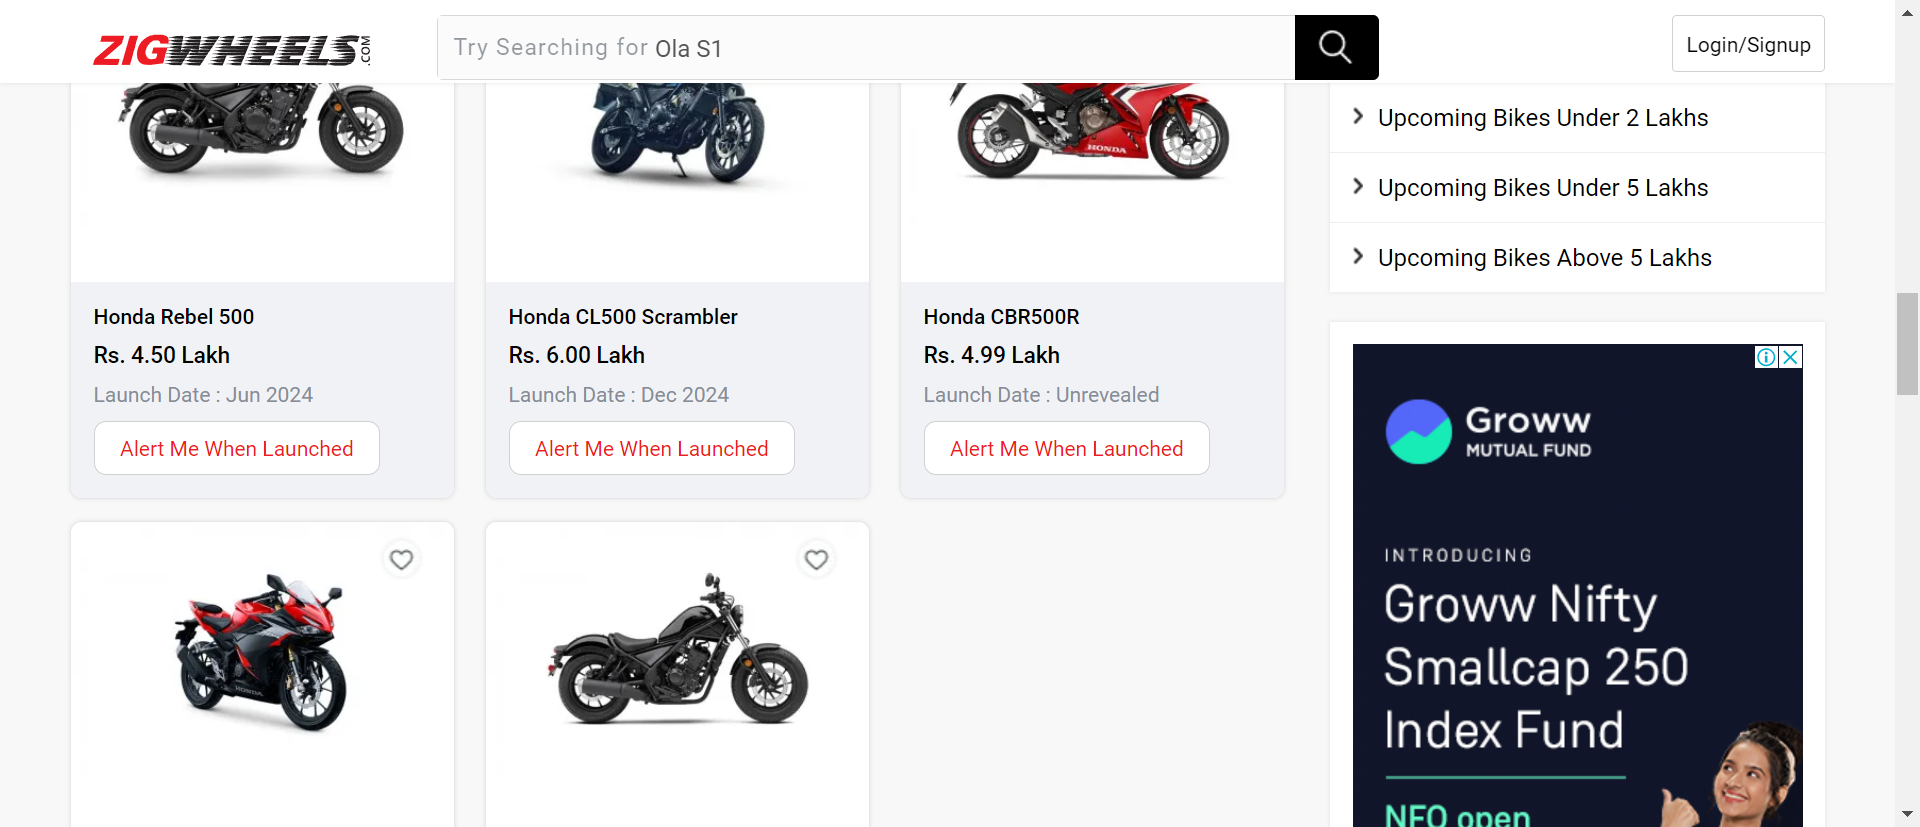 ZIGWHEELS.COM
Try Searching for Ola S1
Login/Signup
HONDA
Honda Rebel 500
Rs. 4.50 Lakh
Launch Date : Jun 2024
Alert Me When Launched
Honda CL500 Scrambler
Rs. 6.00 Lakh
Launch Date : Dec 2024
Alert Me When Launched
Honda CBR500R
Rs. 4.99 Lakh
Launch Date : Unrevealed
Alert Me When Launched
HONDA
Upcoming Bikes Under 2 Lakhs
Upcoming Bikes Under 5 Lakhs
Upcoming Bikes Above 5 Lakhs
Groww
MUTUAL FUND
INTRODUCING
Groww Nifty
Smallcap 250
Index Fund
NFO open